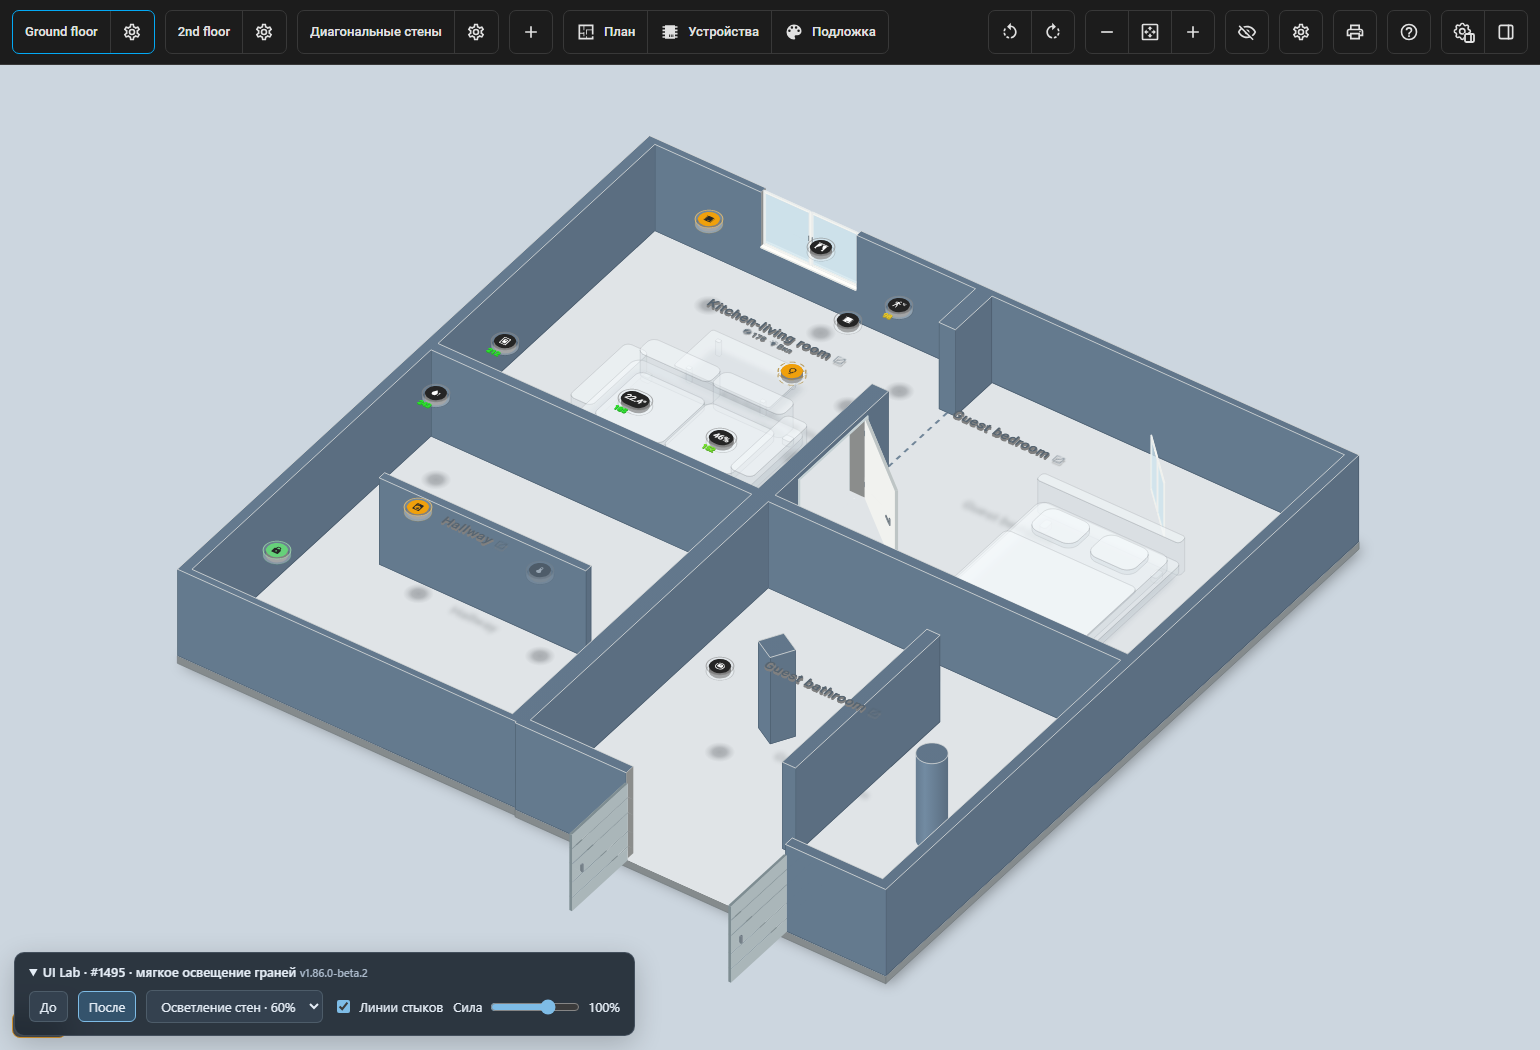 Ground floor
2nd floor
Диагональные стены
План
Устройства
Подложка
Kitchen-living room
22.4°
46%
Guest bedroom
Hallway
Guest bathroom
UI Lab · #1495 · мягкое освещение граней v1.86.0-beta.2
До
После
Осветление стен · 60%
Линии стыков
Сила
100%